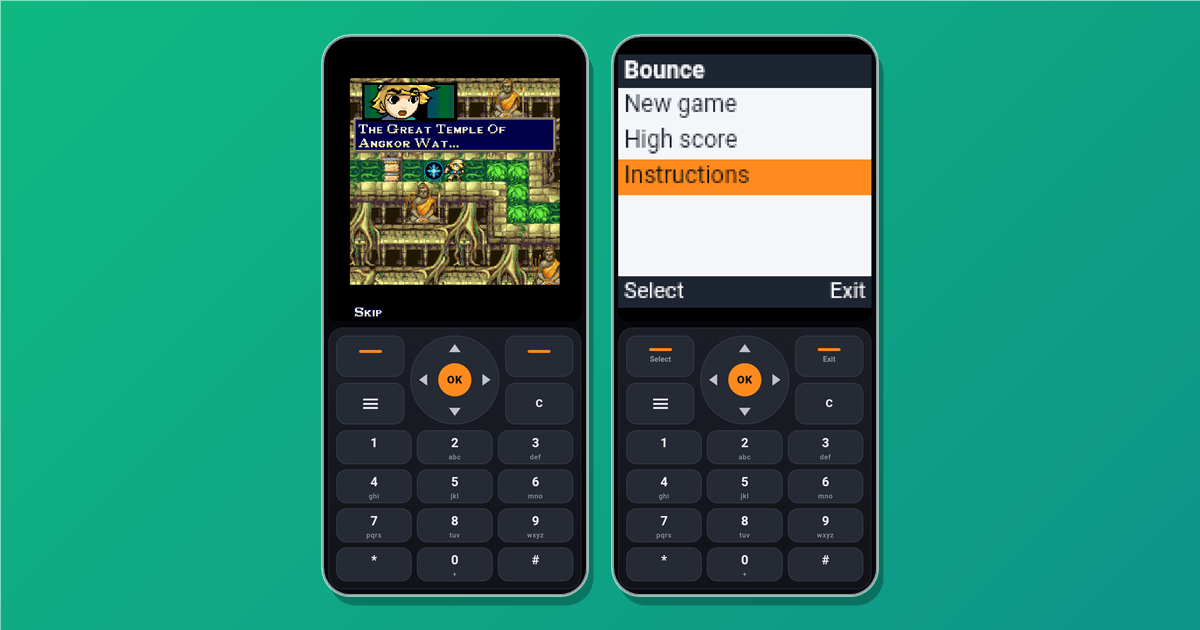 The Great Temple Of
Angkor Wat...
Skip
OK
C
1
2
abc
3
def
4
ghi
5
jkl
6
mno
7
pqrs
8
tuv
9
wxyz
*
0
+
#
Bounce
New game
High score
Instructions
Select
Exit
Select
Exit
OK
C
1
2
abc
3
def
4
ghi
5
jkl
6
mno
7
pqrs
8
tuv
9
wxyz
*
0
+
#